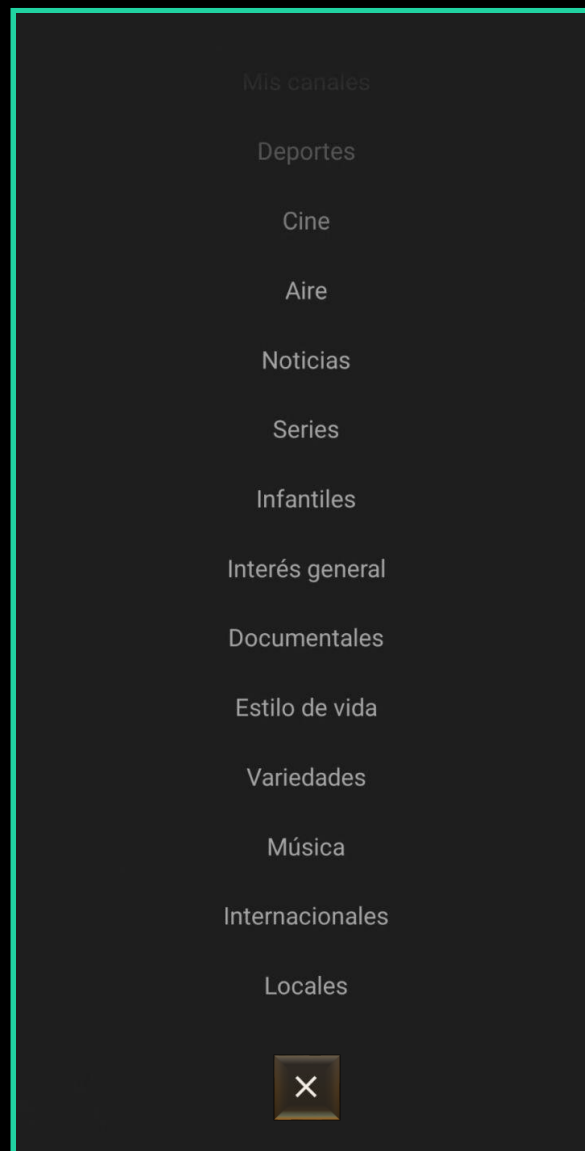 Mis canales
Deportes
Cine
Aire
Noticias
Series
Infantiles
Interés general
Documentales
Estilo de vida
Variedades
Música
Internacionales
Locales